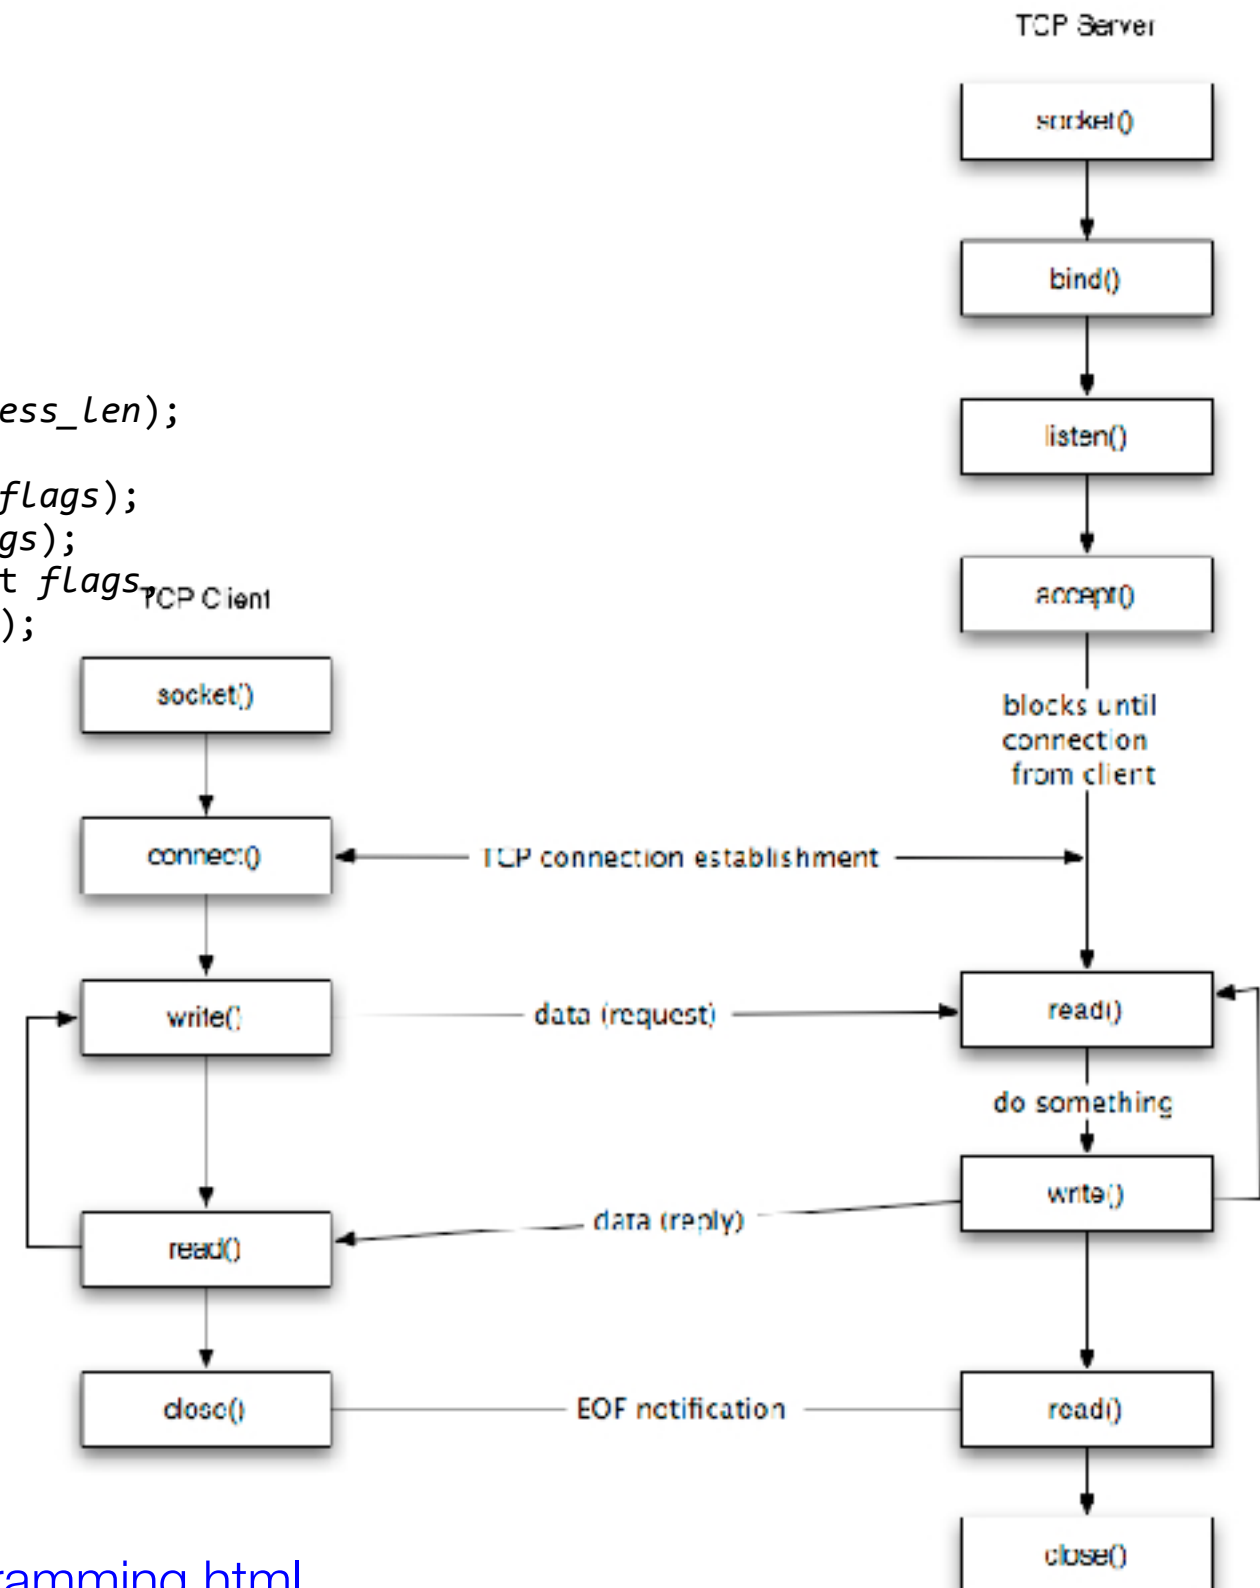 TCP Server
socket()
bind()
listen()
ess_len);
flags);
gs);
t flags,
);
accept()
TCP Client
socket()
blocks until
connection
from client
connect()
TCP connection establishment
write()
data (request)
read()
do something
write()
data (reply)
read()
close()
EOF notification
read()
close()
ramming.html